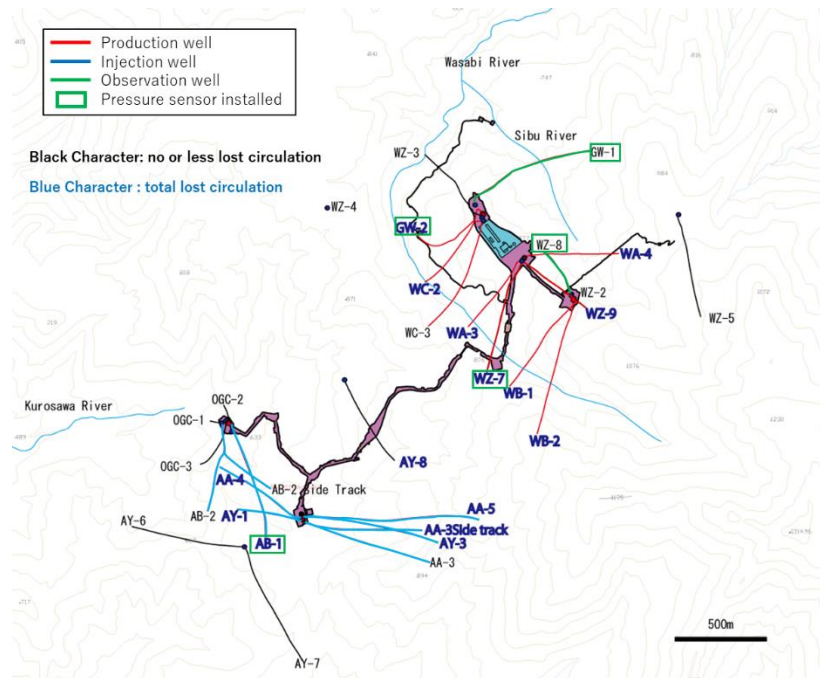 Production well
Injection well
Observation well
Pressure sensor installed
Black Character: no or less lost circulation
Blue Character : total lost circulation
Wasabi River
Sibu River
WZ-3
GW-1
WZ-4
GW-2
WZ-8
WA-4
WC-2
WZ-2
WZ-9
WZ-5
WC-3
WA-3
WZ-7
WB-1
WB-2
Kurosawa River
OGC-2
OGC-1
OGC-3
AY-8
AA-4
AB-2 Side Track
AB-2
AY-1
AA-5
AY-6
AA-3Side track
AB-1
AY-3
AA-3
AY-7
500m